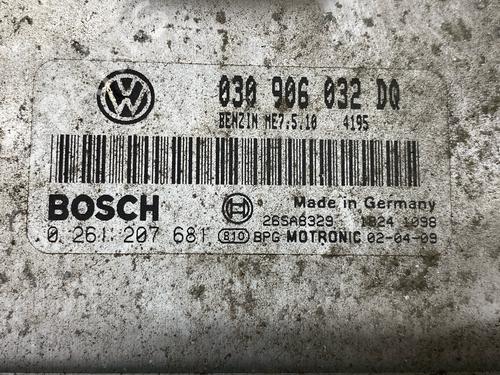 030 906 032 DQ
BENZIN ME7.5.10 4195
BOSCH
Made in Germany
26SA8329 1824 1098
0 261 207 681 810 BPG MOTRONIC 02-04-09